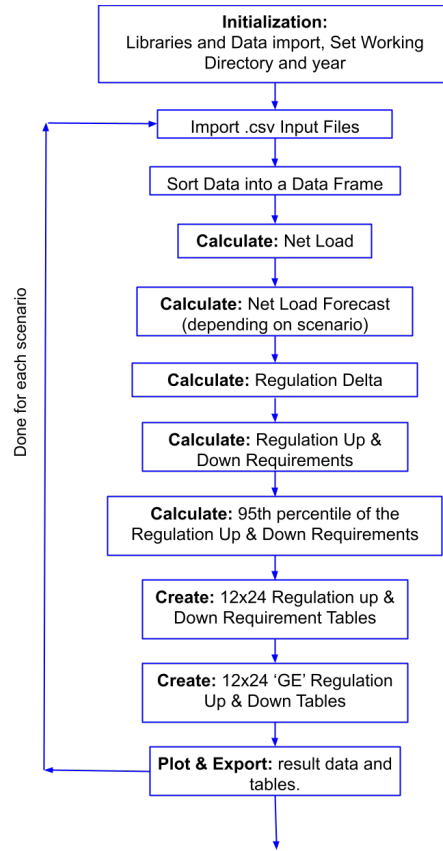 Initialization:
Libraries and Data import, Set Working
Directory and year
Import .csv Input Files
Sort Data into a Data Frame
Calculate: Net Load
Calculate: Net Load Forecast
(depending on scenario)
Calculate: Regulation Delta
Calculate: Regulation Up &
Down Requirements
Calculate: 95th percentile of the
Regulation Up & Down Requirements
Create: 12x24 Regulation up &
Down Requirement Tables
Create: 12x24 ‘GE’ Regulation
Up & Down Tables
Plot & Export: result data and
tables.
Done for each scenario